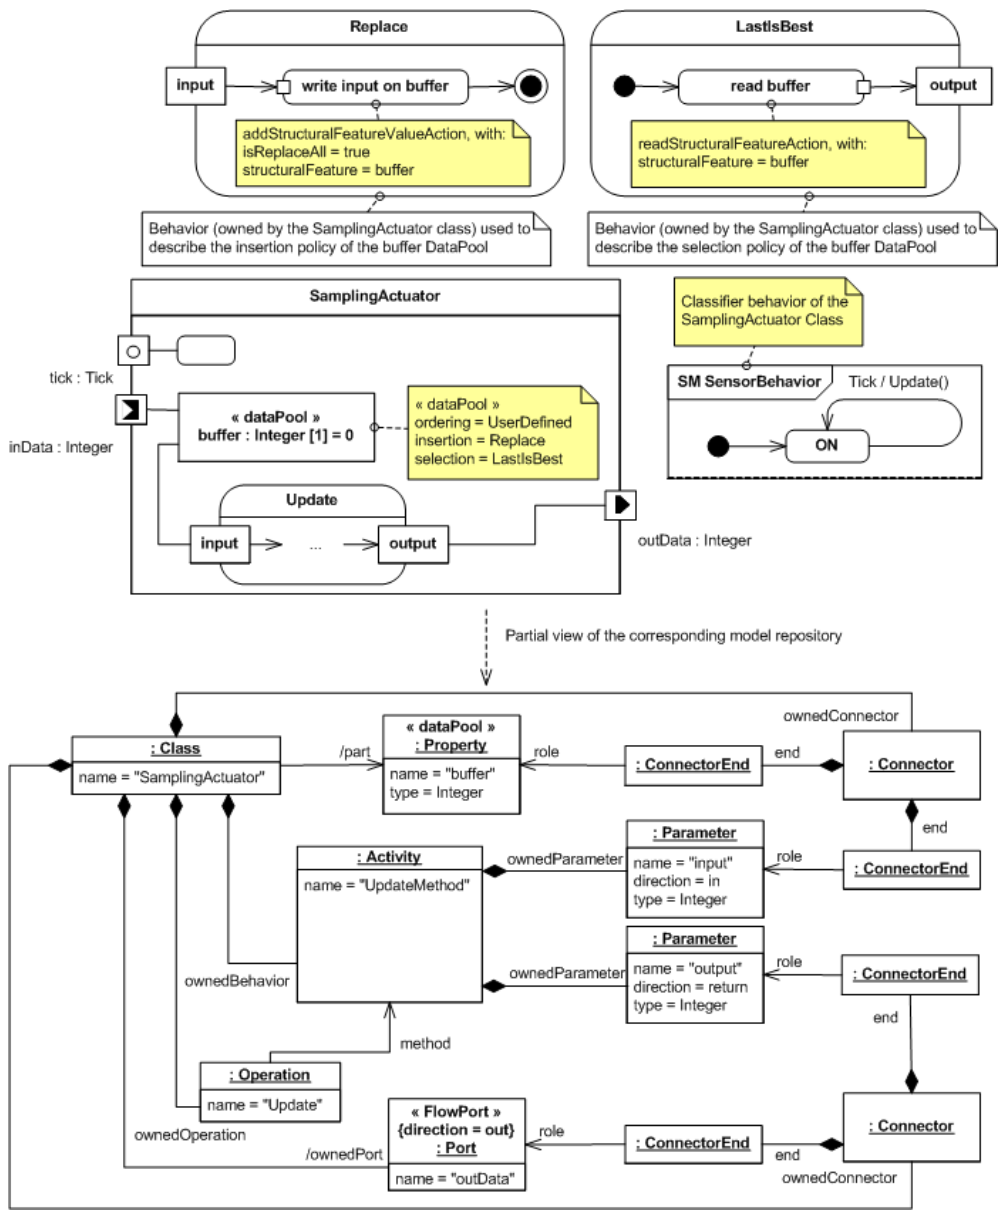 Replace
input
write input on buffer
addStructuralFeatureValueAction, with:
isReplaceAll = true
structuralFeature = buffer
Behavior (owned by the SamplingActuator class) used to
describe the insertion policy of the buffer DataPool
LastIsBest
read buffer
output
readStructuralFeatureAction, with:
structuralFeature = buffer
Behavior (owned by the SamplingActuator class) used to
describe the selection policy of the buffer DataPool
SamplingActuator
tick : Tick
inData : Integer
« dataPool »
buffer : Integer [1] = 0
« dataPool »
ordering = UserDefined
insertion = Replace
selection = LastIsBest
Update
input
...
output
outData : Integer
Classifier behavior of the
SamplingActuator Class
SM SensorBehavior
Tick / Update()
ON
Partial view of the corresponding model repository
ownedConnector
: Class
name = "SamplingActuator"
/part
« dataPool »
: Property
name = "buffer"
type = Integer
role
: ConnectorEnd
end
: Connector
end
: Activity
name = "UpdateMethod"
ownedParameter
: Parameter
name = "input"
direction = in
type = Integer
role
: ConnectorEnd
ownedBehavior
ownedParameter
: Parameter
name = "output"
direction = return
type = Integer
role
: ConnectorEnd
end
method
: Operation
name = "Update"
ownedOperation
/ownedPort
« FlowPort »
{direction = out}
: Port
name = "outData"
role
: ConnectorEnd
end
: Connector
ownedConnector